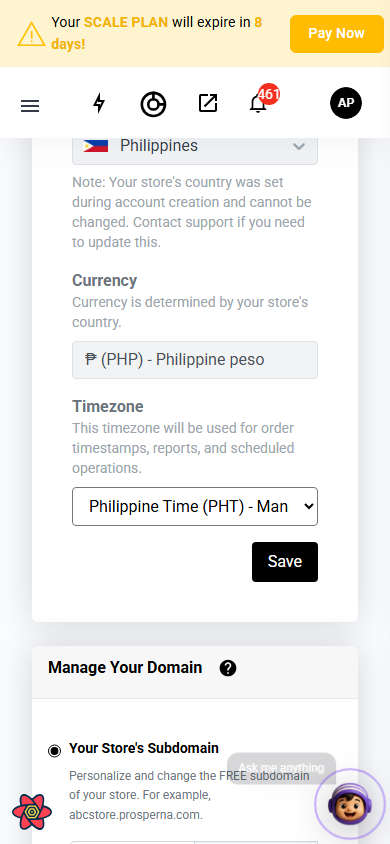 Your SCALE PLAN will expire in 8
days!
Pay Now
461
AP
Philippines
Note: Your store's country was set
during account creation and cannot be
changed. Contact support if you need
to update this.
Currency
Currency is determined by your store's
country.
₱ (PHP) - Philippine peso
Timezone
This timezone will be used for order
timestamps, reports, and scheduled
operations.
Philippine Time (PHT) - Man
Save
Manage Your Domain ?
Your Store's Subdomain
Ask me anything
Personalize and change the FREE subdomain
of your store. For example,
abcstore.prosperna.com.